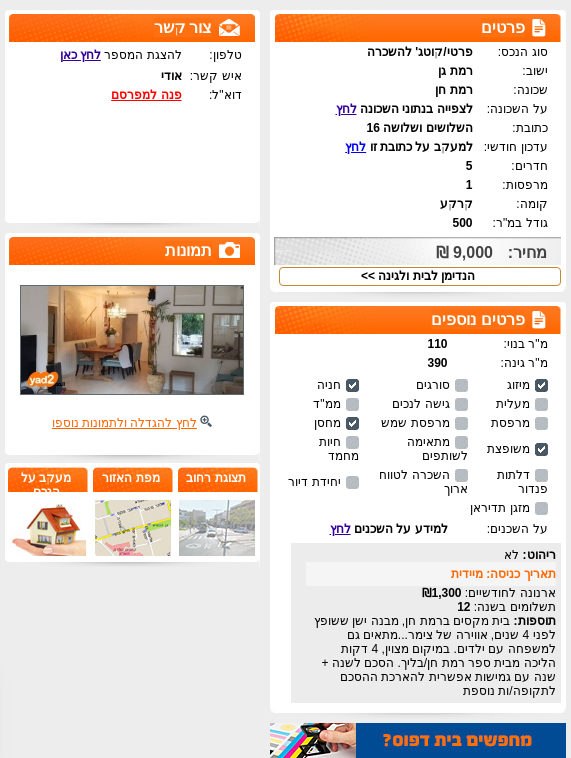 פרטים
סוג הנכס: פרטי/קוטג' להשכרה
ישוב: רמת גן
שכונה: רמת חן
על השכונה: לצפייה בנתוני השכונה לחץ
כתובת: השלושים ושלושה 16
עדכון חודשי: למעקב על כתובת זו לחץ
חדרים: 5
מרפסות: 1
קומה: קרקע
גודל במ"ר: 500
מחיר: 9,000 ₪
הנדימן לבית ולגינה >>
פרטים נוספים
מ"ר בנוי: 110
מ"ר גינה: 390
מיזוג סורגים חניה
מעלית גישה לנכים ממ"ד
מרפסת מרפסת שמש מחסן
משופצת מתאימה לשותפים חיות מחמד
דלתות פנדור השכרה לטווח ארוך יחידת דיור
מזגן תדיראן
על השכנים: למידע על השכנים לחץ
ריהוט: לא
תאריך כניסה: מיידית
ארנונה לחודשיים: 1,300₪
תשלומים בשנה: 12
תוספות: בית מקסים ברמת חן, מבנה ישן ששופץ
לפני 4 שנים, אווירה של צימר...מתאים גם
למשפחה עם ילדים. במיקום מצוין, 4 דקות
הליכה מבית ספר רמת חן/בליך. הסכם לשנה +
שנה עם גמישות אפשרית להארכת ההסכם
לתקופה/ות נוספת
מחפשים בית דפוס?
צור קשר
טלפון: להצגת המספר לחץ כאן
איש קשר: אודי
דוא"ל: פנה למפרסם
תמונות
yad2
לחץ להגדלה ולתמונות נוספו
תצוגת רחוב
מפת האזור
מעקב על
הנכס